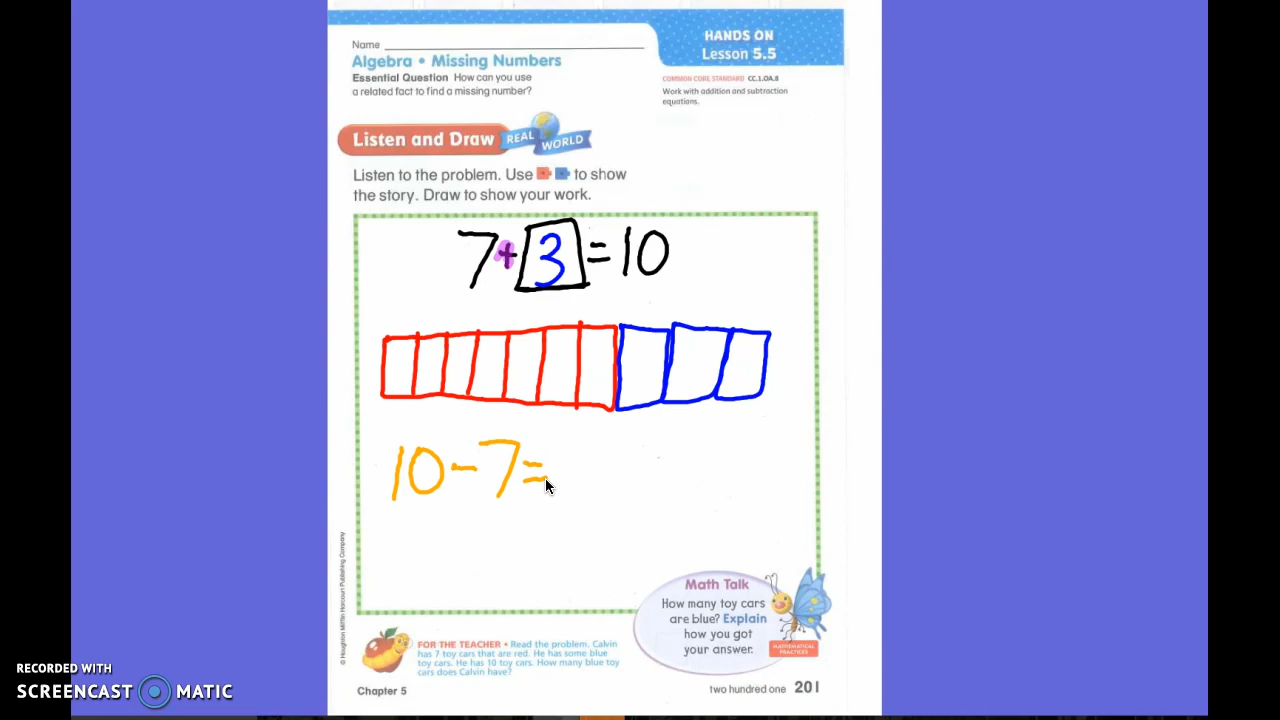 Name
HANDS ON
Lesson 5.5
Algebra • Missing Numbers
Essential Question How can you use
a related fact to find a missing number?
COMMON CORE STANDARD CC.1.OA.8
Work with addition and subtraction
equations.
Listen and Draw REAL WORLD
Listen to the problem. Use to show
the story. Draw to show your work.
7+3=10
10-7=
Math Talk
How many toy cars
are blue? Explain
how you got
your answer.
MATHEMATICAL
PRACTICES
© Houghton Mifflin Harcourt Publishing Company
FOR THE TEACHER • Read the problem. Calvin
has 7 toy cars that are red. He has some blue
toy cars. He has 10 toy cars. How many blue toy
cars does Calvin have?
Chapter 5
two hundred one 201
RECORDED WITH
SCREENCAST MATIC